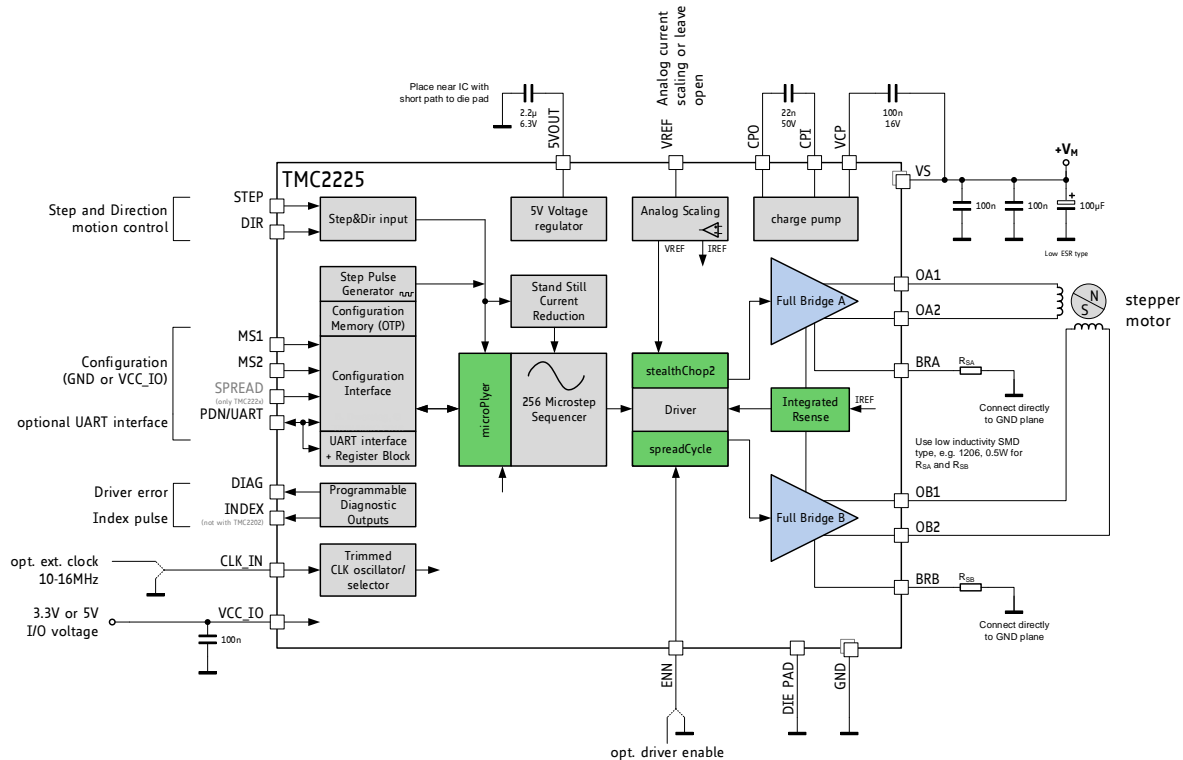 Place near IC with
short path to die pad
2.2µ
6.3V
5VOUT
Analog current
scaling or leave
open
VREF
CPO
22n
50V
CPI
VCP
100n
16V
+VM
VS
100n
100n
+
100µF
Low ESR type
TMC2225
Step and Direction
motion control
STEP
DIR
Step&Dir input
5V Voltage
regulator
Analog Scaling
VREF
IREF
charge pump
Step Pulse
Generator
Configuration
Memory (OTP)
Configuration
Interface
UART interface
+ Register Block
Stand Still
Current
Reduction
microPlyer
256 Microstep
Sequencer
stealthChop2
Driver
spreadCycle
Integrated
Rsense
IREF
Full Bridge A
Full Bridge B
OA1
OA2
N
S
stepper
motor
BRA
RSA
Connect directly
to GND plane
Use low inductivity SMD
type, e.g. 1206, 0.5W for
RSA and RSB
OB1
OB2
BRB
RSB
Connect directly
to GND plane
Configuration
(GND or VCC_IO)
optional UART interface
MS1
MS2
SPREAD
(only TMC222x)
PDN/UART
Driver error
Index pulse
DIAG
INDEX
(not with TMC2202)
Programmable
Diagnostic
Outputs
opt. ext. clock
10-16MHz
CLK_IN
Trimmed
CLK oscillator/
selector
3.3V or 5V
I/O voltage
VCC_IO
100n
ENN
opt. driver enable
DIE PAD
GND